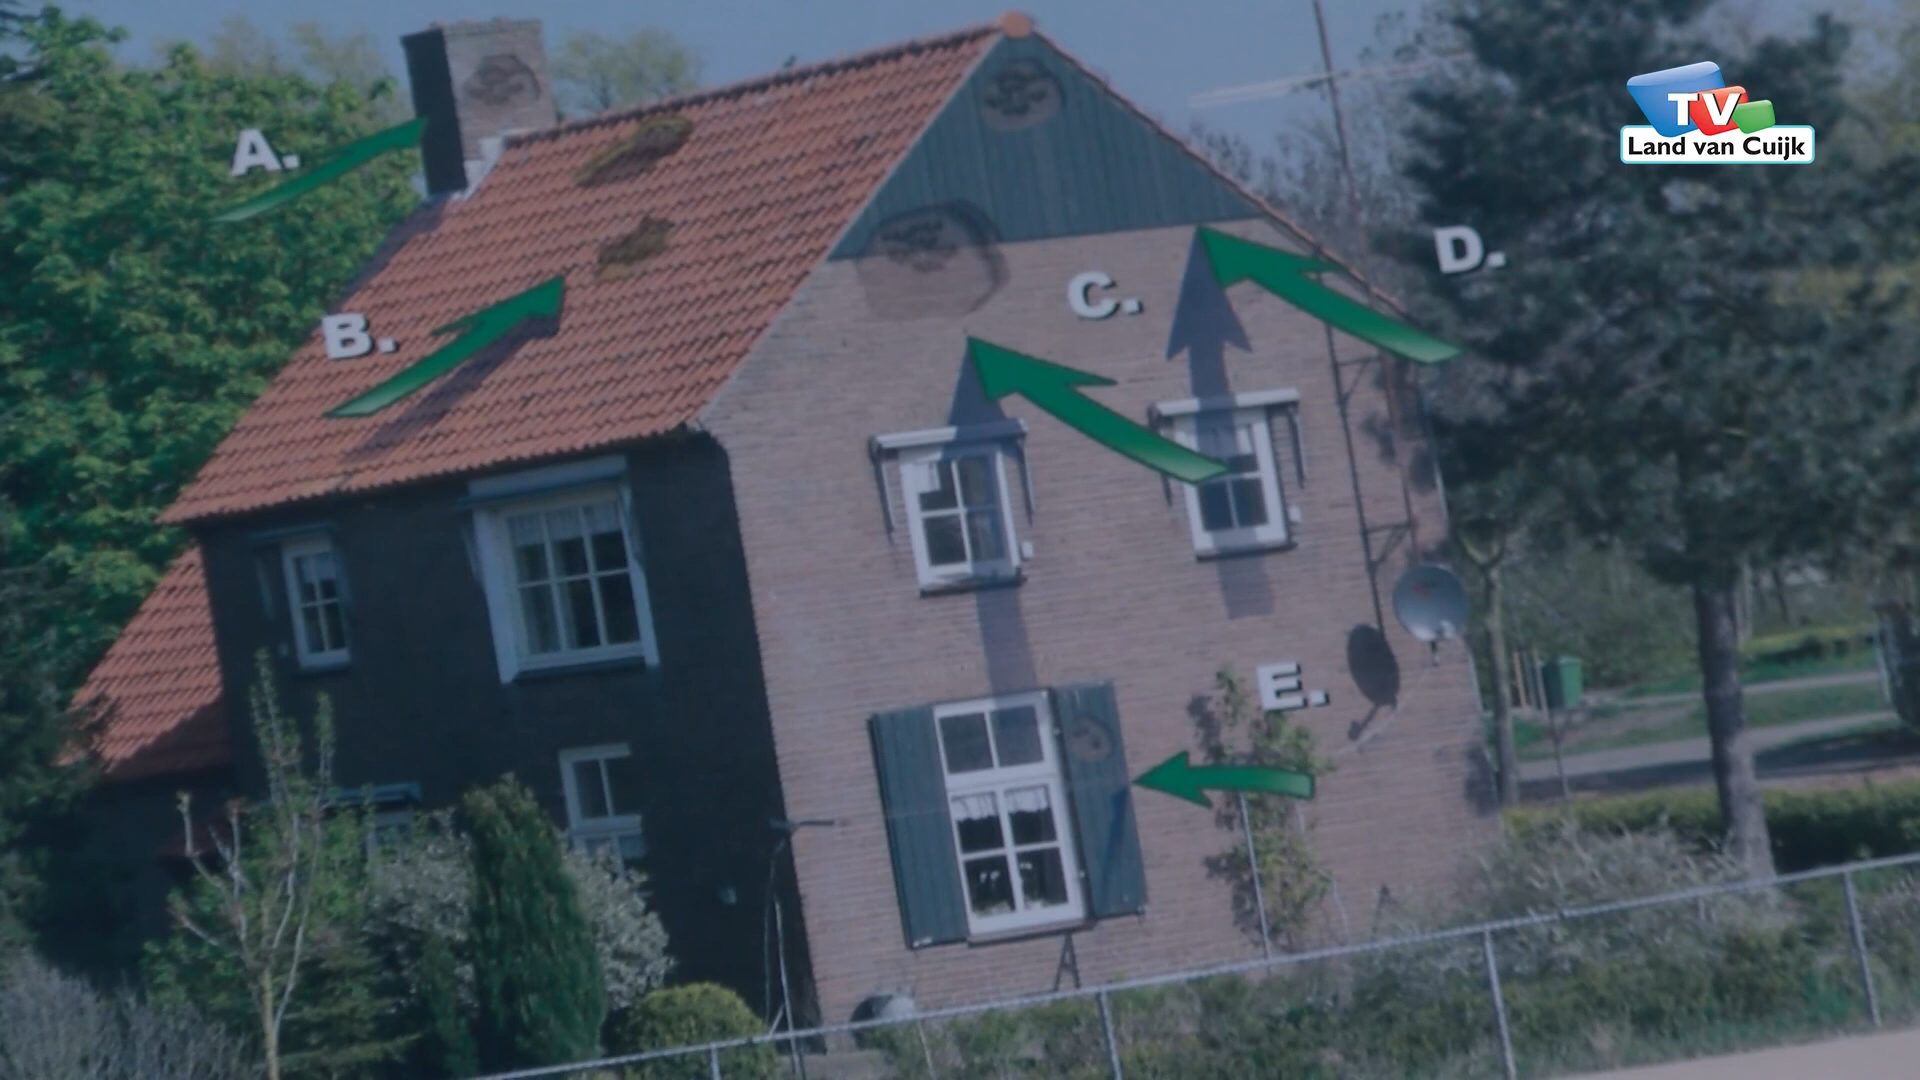 TV
Land van Cuijk
A.
D.
C.
B.
E.